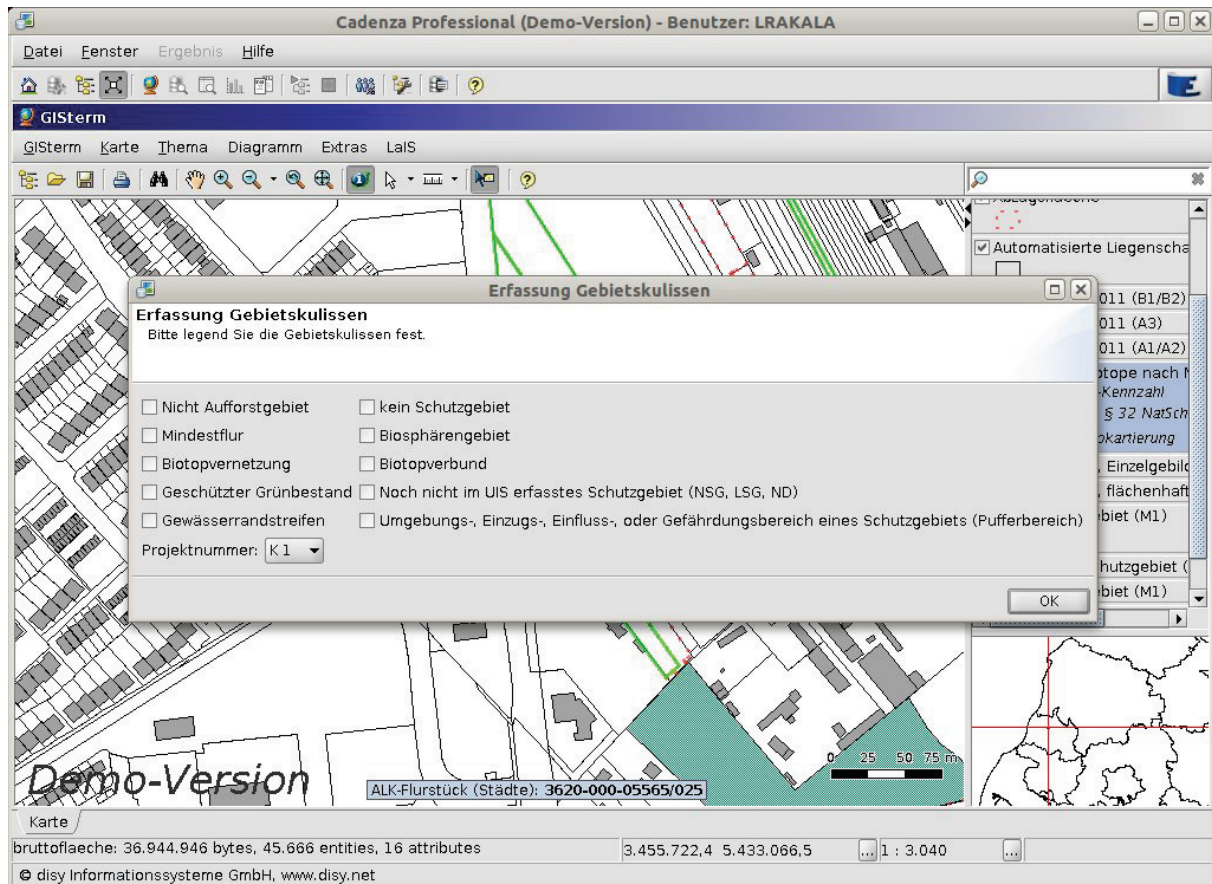 Cadenza Professional (Demo-Version) - Benutzer: LRAKALA
Datei Fenster Ergebnis Hilfe
GISterm
GISterm Karte Thema Diagramm Extras LaIS
Automatisierte Liegenscha
Erfassung Gebietskulissen
011 (B1/B2)
Erfassung Gebietskulissen
Bitte legend Sie die Gebietskulissen fest.
011 (A3)
011 (A1/A2)
otope nach N
-Kennzahl
§ 32 NatSch
okartierung
Nicht Aufforstgebiet kein Schutzgebiet
Mindestflur Biosphärengebiet
Biotopvernetzung Biotopverbund
, Einzelgebild
Geschützter Grünbestand Noch nicht im UIS erfasstes Schutzgebiet (NSG, LSG, ND)
, flächenhaft
Gewässerrandstreifen Umgebungs-, Einzugs-, Einfluss-, oder Gefährdungsbereich eines Schutzgebiets (Pufferbereich)
biet (M1)
Projektnummer: K 1
hutzgebiet (
biet (M1)
OK
Demo-Version
0 25 50 75 m
ALK-Flurstück (Städte): 3620-000-05565/025
Karte
bruttoflaeche: 36.944.946 bytes, 45.666 entities, 16 attributes 3.455.722,4 5.433.066,5 ... 1 : 3.040 ...
© disy Informationssysteme GmbH, www.disy.net